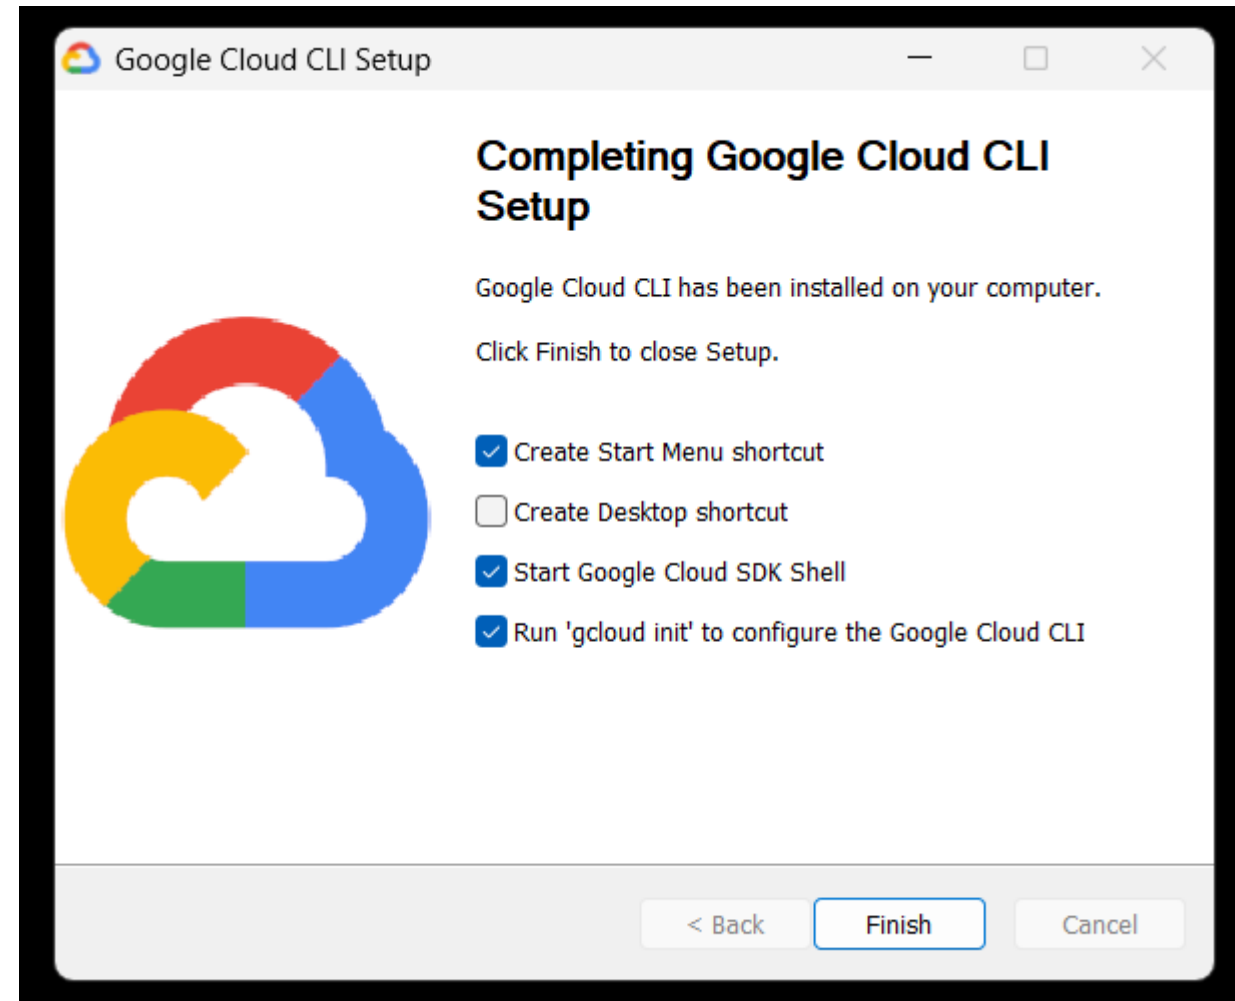 Google Cloud CLI Setup
Completing Google Cloud CLI
Setup
Google Cloud CLI has been installed on your computer.
Click Finish to close Setup.
Create Start Menu shortcut
Create Desktop shortcut
Start Google Cloud SDK Shell
Run 'gcloud init' to configure the Google Cloud CLI
< Back
Finish
Cancel